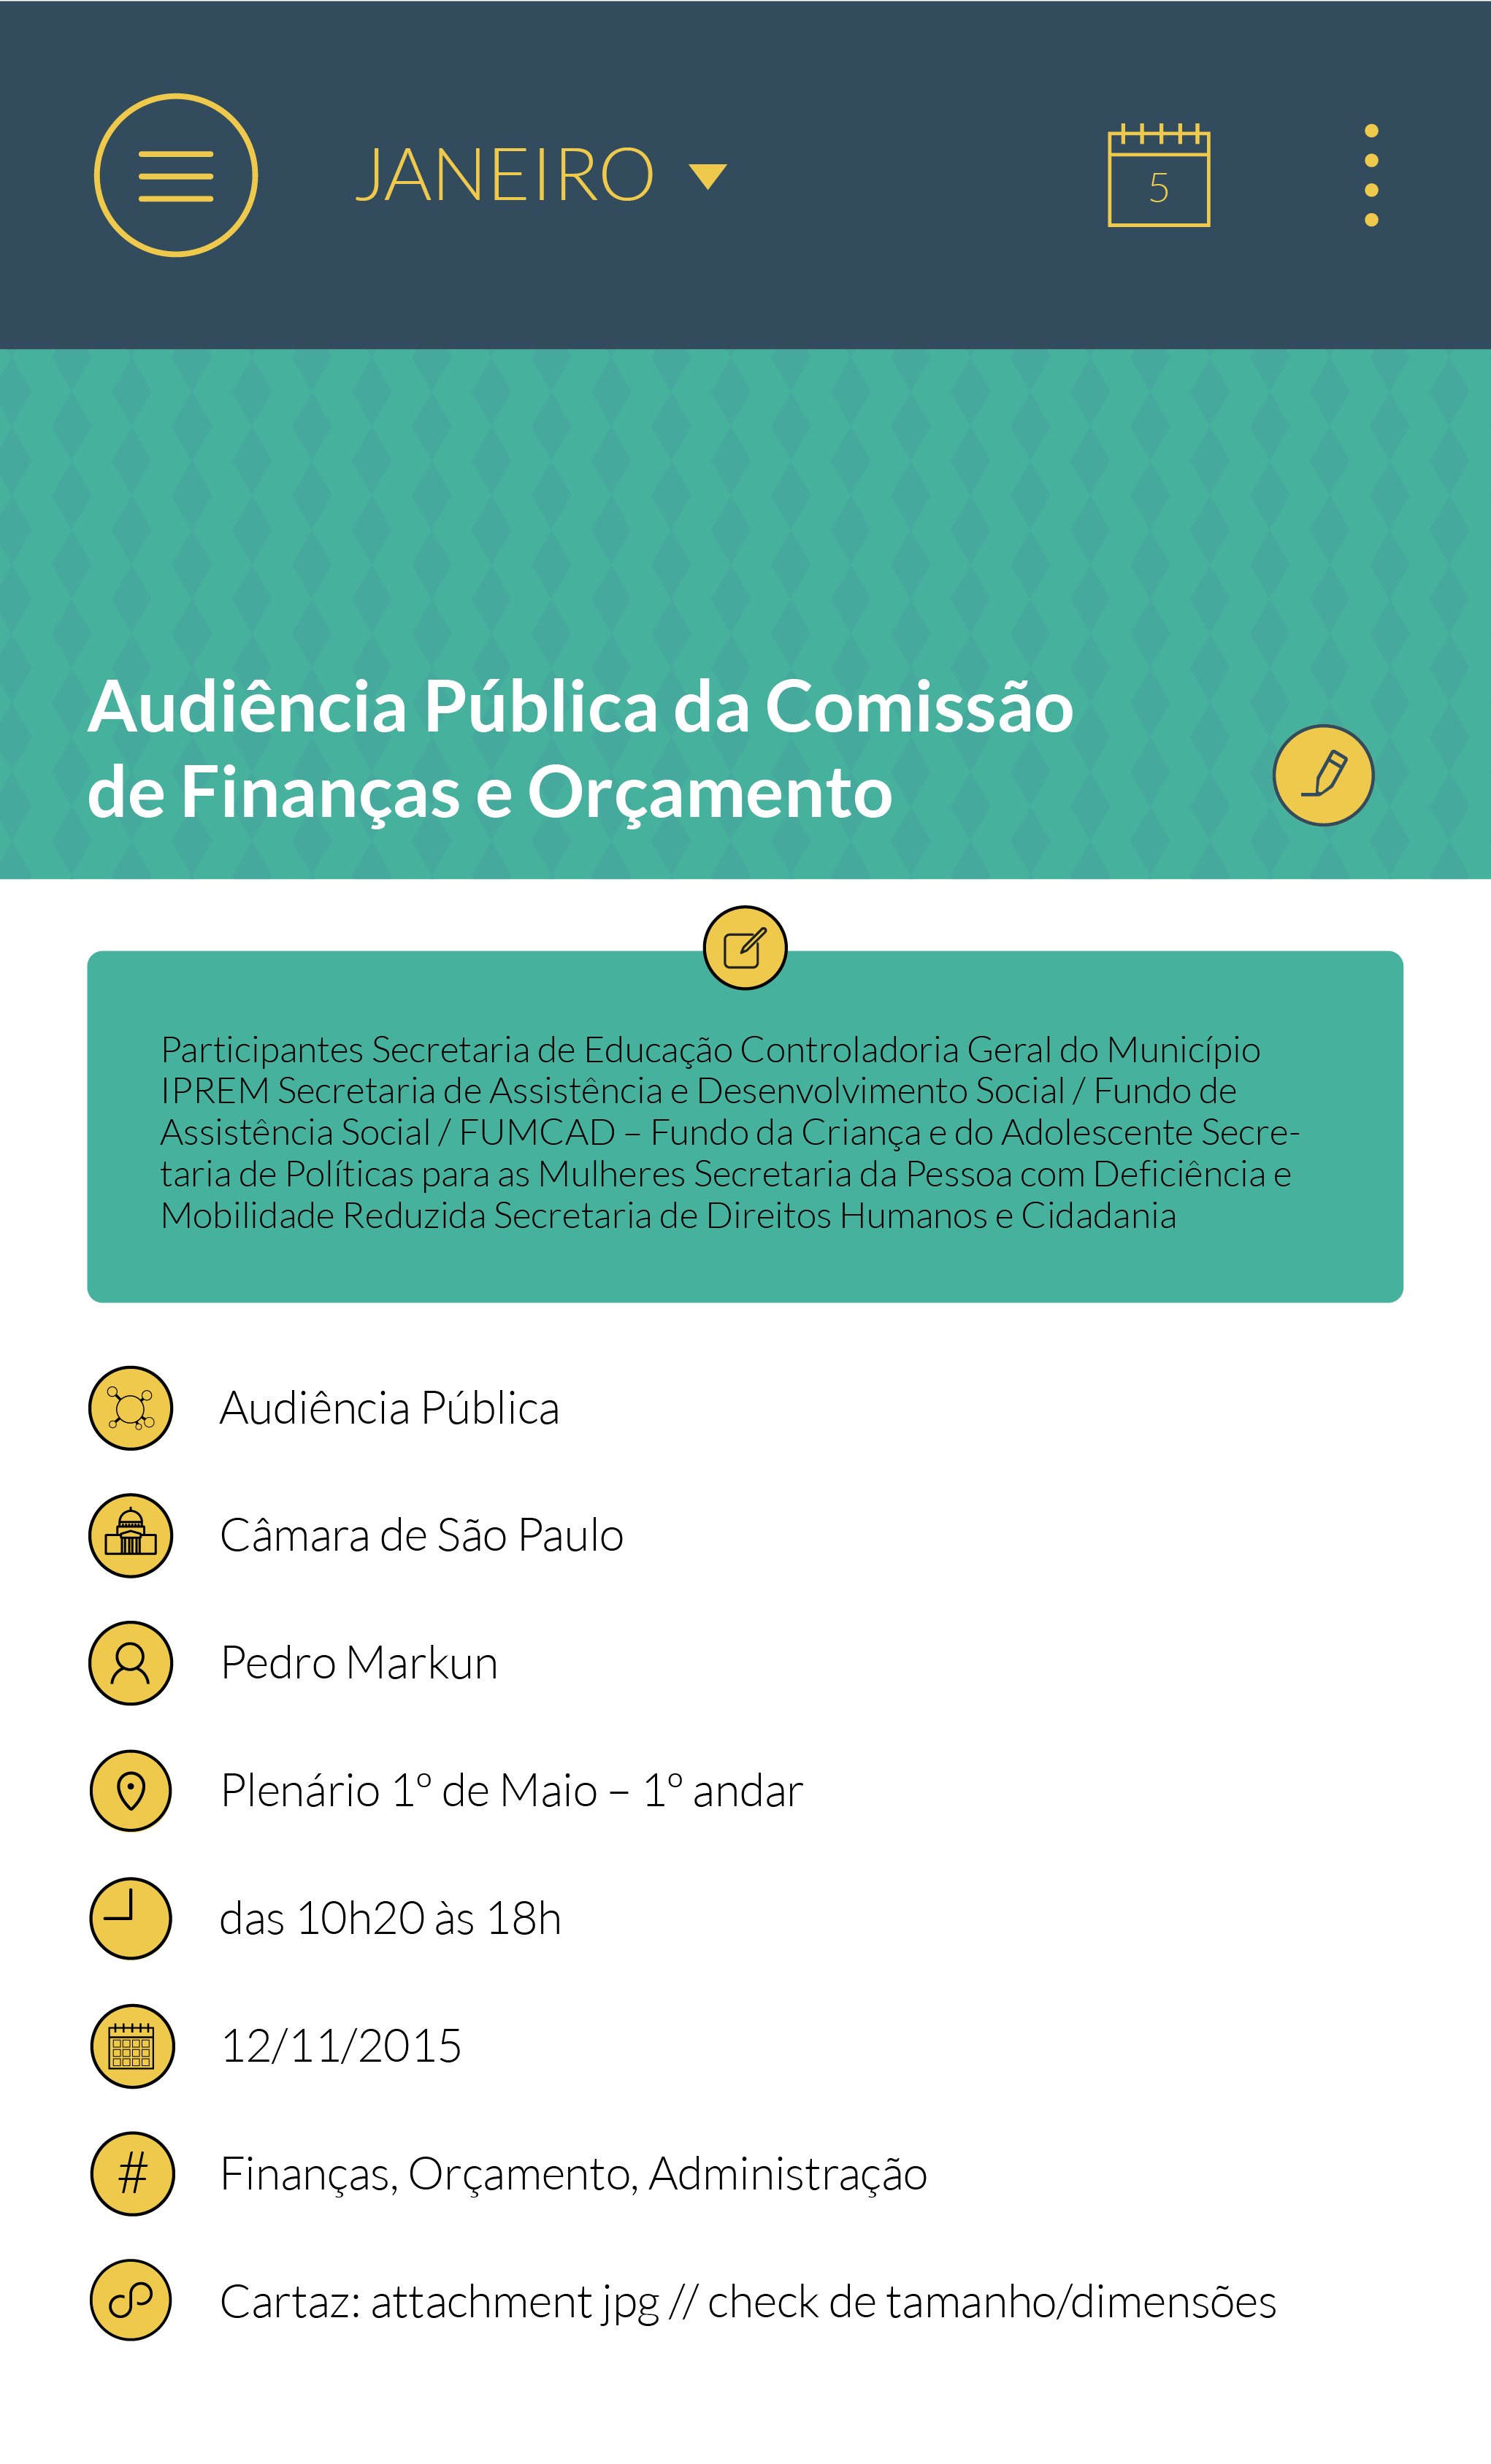 JANEIRO
5
Audiência Pública da Comissão
de Finanças e Orçamento
Participantes Secretaria de Educação Controladoria Geral do Município
IPREM Secretaria de Assistência e Desenvolvimento Social / Fundo de
Assistência Social / FUMCAD – Fundo da Criança e do Adolescente Secre-
taria de Políticas para as Mulheres Secretaria da Pessoa com Deficiência e
Mobilidade Reduzida Secretaria de Direitos Humanos e Cidadania
Audiência Pública
Câmara de São Paulo
Pedro Markun
Plenário 1º de Maio – 1º andar
das 10h20 às 18h
12/11/2015
# Finanças, Orçamento, Administração
Cartaz: attachment jpg // check de tamanho/dimensões